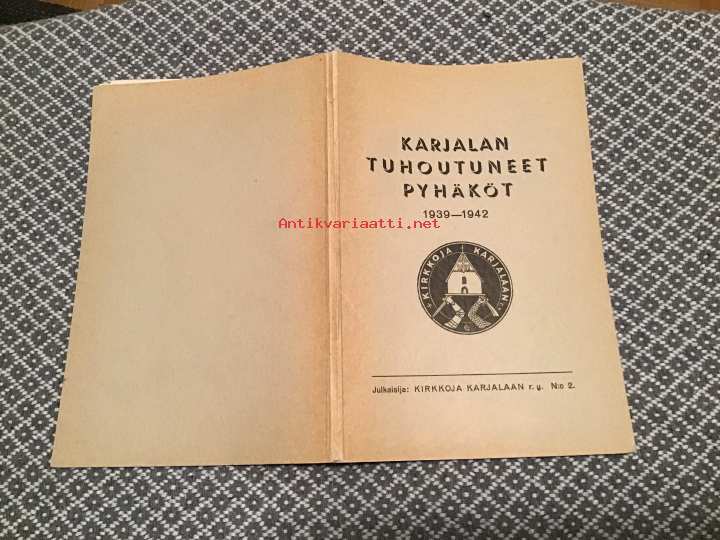 KARJALAN
TUHOUTUNEET
PYHÄKÖT
1939—1942
Antikvariaatti.net
KIRKKOJA KARJALAAN
Julkaisija: KIRKKOJA KARJALAAN r. y. N:o 2.